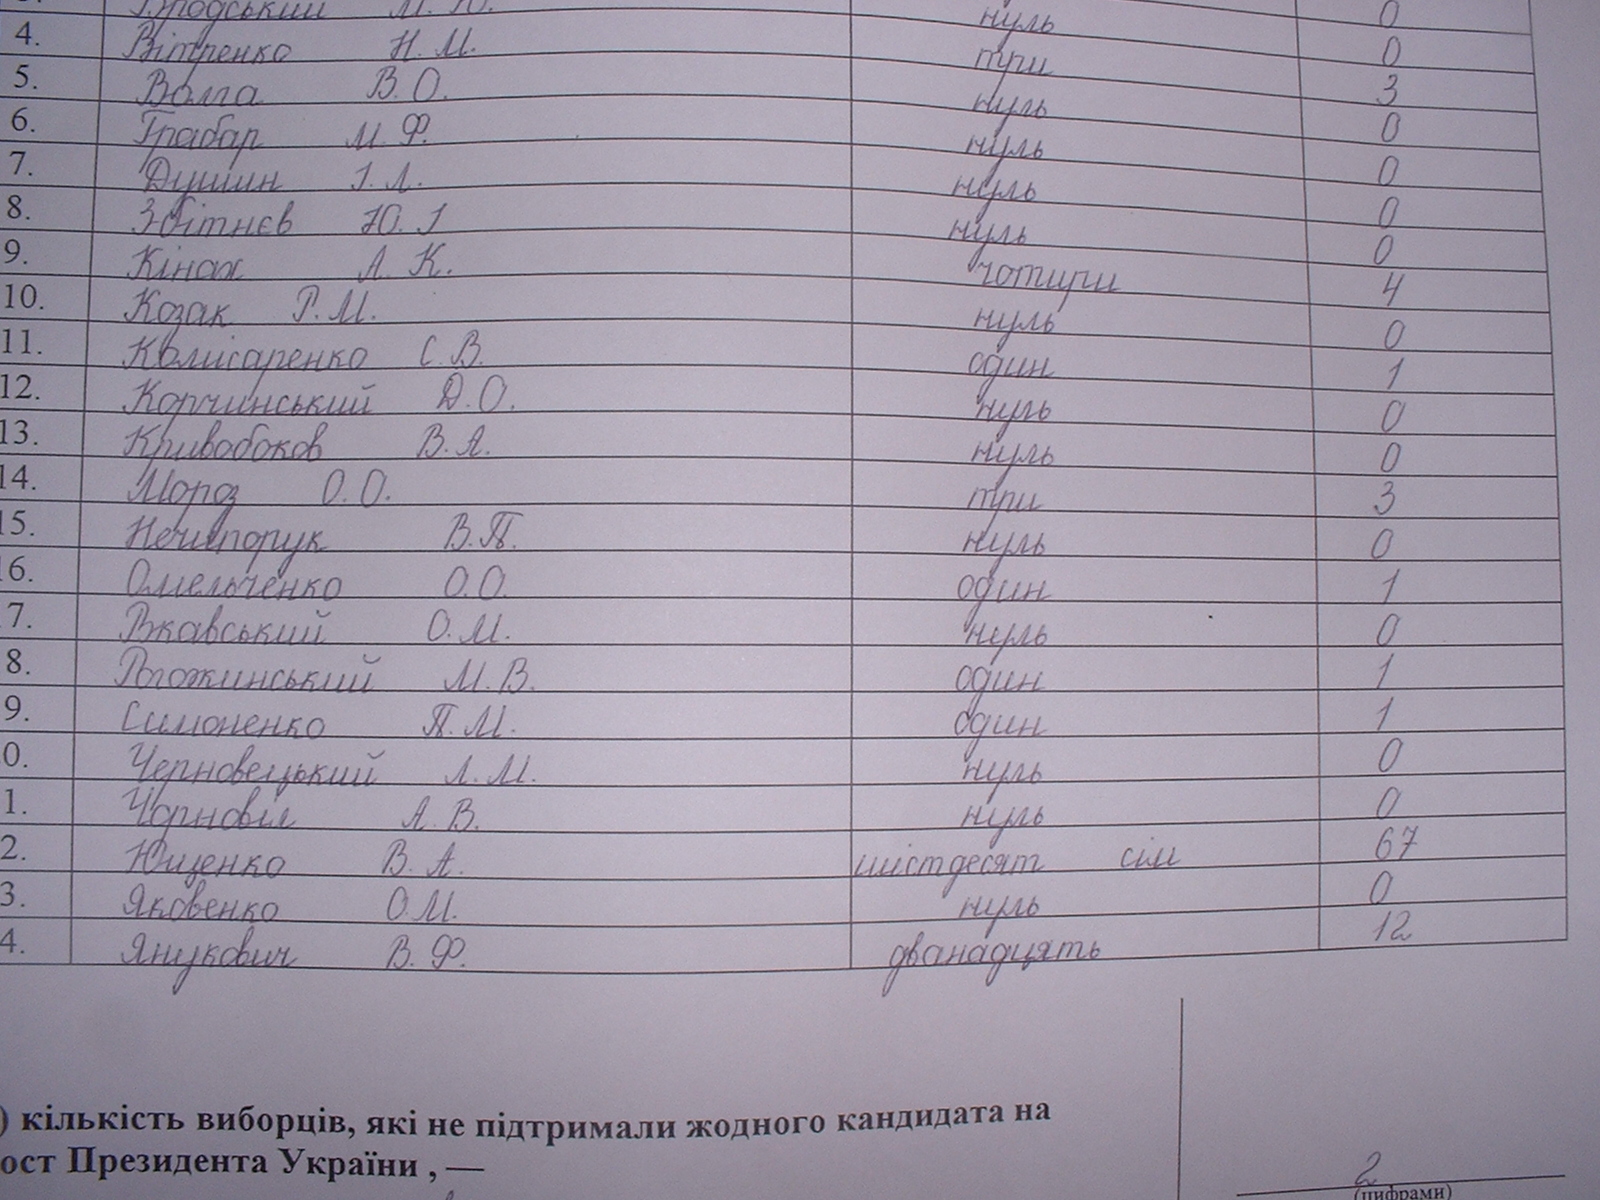 0
3. Бродський М. Ю. нуль 0
4. Вітренко Н. М. три 3
5. Волга В. О. нуль 0
6. Грабар М. Ф. нуль 0
7. Душин І. Л. нуль 0
8. Збітнєв Ю. І нуль 0
9. Кінах А. К. чотири 4
10. Козак Р. М. нуль 0
11. Комісаренко С. В. один 1
12. Корчинський Д. О. нуль 0
13. Кривобоков В. А. нуль 0
14. Мороз О. О. три 3
15. Нечипорук В. П. нуль 0
16. Омельченко О. О. один 1
7. Ржавський О. М. нуль 0
8. Рогожинський М. В. один 1
9. Симоненко П. М. один 1
0. Черновецький Л. М. нуль 0
1. Чорновіл А. В. нуль 0
2. Ющенко В. А. шістдесят сім 67
3. Яковенко О. М. нуль 0
4. Янукович В. Ф. дванадцять 12
) кількість виборців, які не підтримали жодного кандидата на
ост Президента України , — 2
(цифрами)